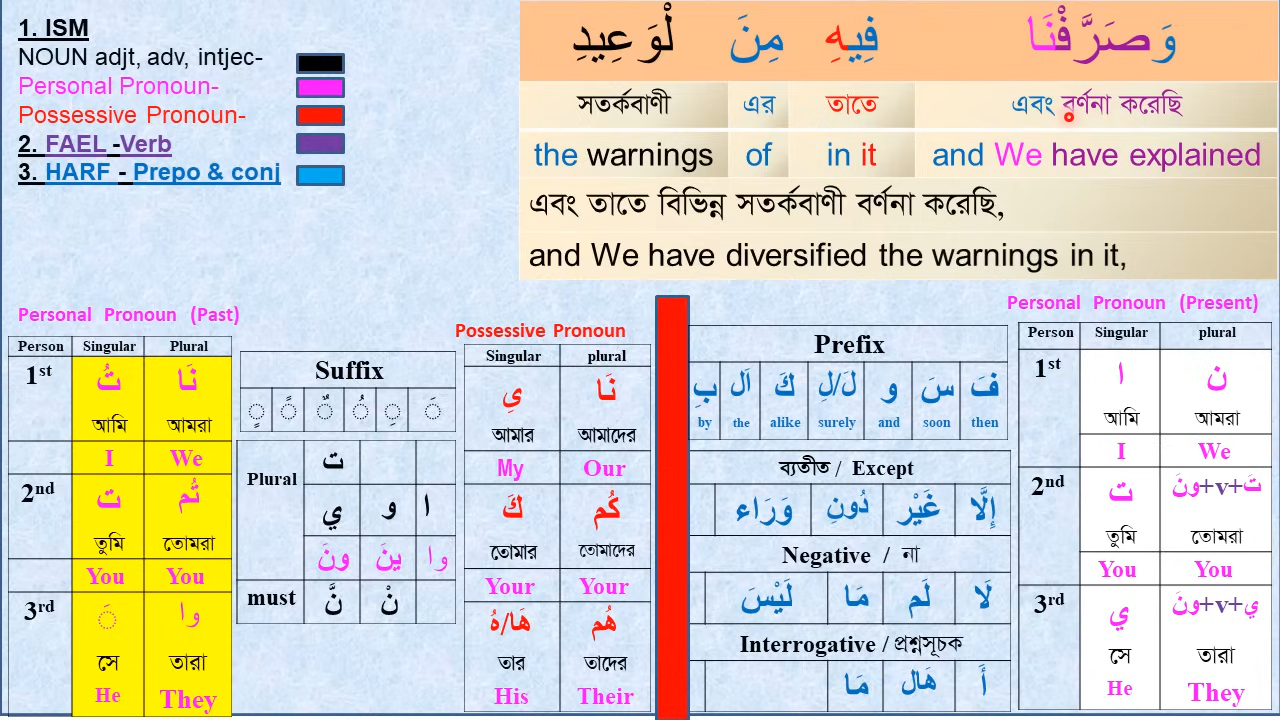 1. ISM
NOUN adjt, adv, intjec-
Personal Pronoun-
Possessive Pronoun-
2. FAEL -Verb
3. HARF - Prepo & conj
وَصَرَّفْنَا فِيهِ مِنَ لْوَعِيدِ
সতর্কবাণী এর তাতে এবং বর্ণনা করেছি
the warnings of in it and We have explained
এবং তাতে বিভিন্ন সতর্কবাণী বর্ণনা করেছি,
and We have diversified the warnings in it,
Personal Pronoun (Past)
Person Singular Plural
1st تُ نَا
আমি আমরা
I We
2nd ت تُم
তুমি তোমরা
You You
3rd َ وا
সে তারা
He They
Suffix
ٍ ً ٌ ُ ِ َ
Plural ت
ي و ا
ونَ ينَ وا
must نَّ نْ
Possessive Pronoun
Singular plural
يِ نَا
আমার আমাদের
My Our
كَ كُم
তোমার তোমাদের
Your Your
هَا/هُ هُم
তার তাদের
His Their
Prefix
بِ اَل كَ لَ/لِ و سَ فَ
by the alike surely and soon then
ব্যতীত / Except
وَرَاء دُونِ غَيْر إِلَّا
Negative / না
لَيْسَ مَا لَم لَا
Interrogative / প্রশ্নসূচক
مَا هَال أَ
Personal Pronoun (Present)
Person Singular plural
1st ا ن
আমি আমরা
I We
2nd ت تَ+v+ونَ
তুমি তোমরা
You You
3rd ي ي+v+ونَ
সে তারা
He They